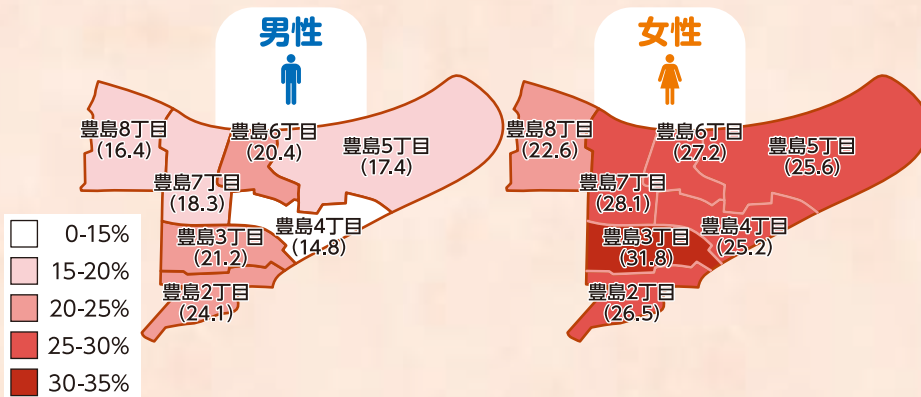 男性
豊島8丁目
(16.4)
豊島6丁目
(20.4)
豊島5丁目
(17.4)
豊島7丁目
(18.3)
豊島4丁目
(14.8)
豊島3丁目
(21.2)
豊島2丁目
(24.1)
女性
豊島8丁目
(22.6)
豊島6丁目
(27.2)
豊島5丁目
(25.6)
豊島7丁目
(28.1)
豊島4丁目
(25.2)
豊島3丁目
(31.8)
豊島2丁目
(26.5)
0-15%
15-20%
20-25%
25-30%
30-35%